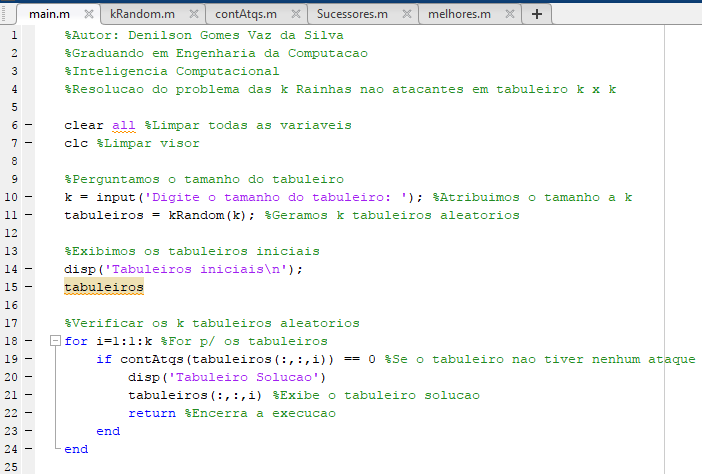 main.m × kRandom.m × contAtqs.m × Sucessores.m × melhores.m × +
1 %Autor: Denilson Gomes Vaz da Silva
2 %Graduando em Engenharia da Computacao
3 %Inteligencia Computacional
4 %Resolucao do problema das k Rainhas nao atacantes em tabuleiro k x k
5
6 – clear all %Limpar todas as variaveis
7 – clc %Limpar visor
8
9 %Perguntamos o tamanho do tabuleiro
10 – k = input('Digite o tamanho do tabuleiro: '); %Atribuimos o tamanho a k
11 – tabuleiros = kRandom(k); %Geramos k tabuleiros aleatorios
12
13 %Exibimos os tabuleiros iniciais
14 – disp('Tabuleiros iniciais\n');
15 – tabuleiros
16
17 %Verificar os k tabuleiros aleatorios
18 – for i=1:1:k %For p/ os tabuleiros
19 – if contAtqs(tabuleiros(:,:,i)) == 0 %Se o tabuleiro nao tiver nenhum ataque
20 – disp('Tabuleiro Solucao')
21 – tabuleiros(:,:,i) %Exibe o tabuleiro solucao
22 – return %Encerra a execucao
23 – end
24 – end
25